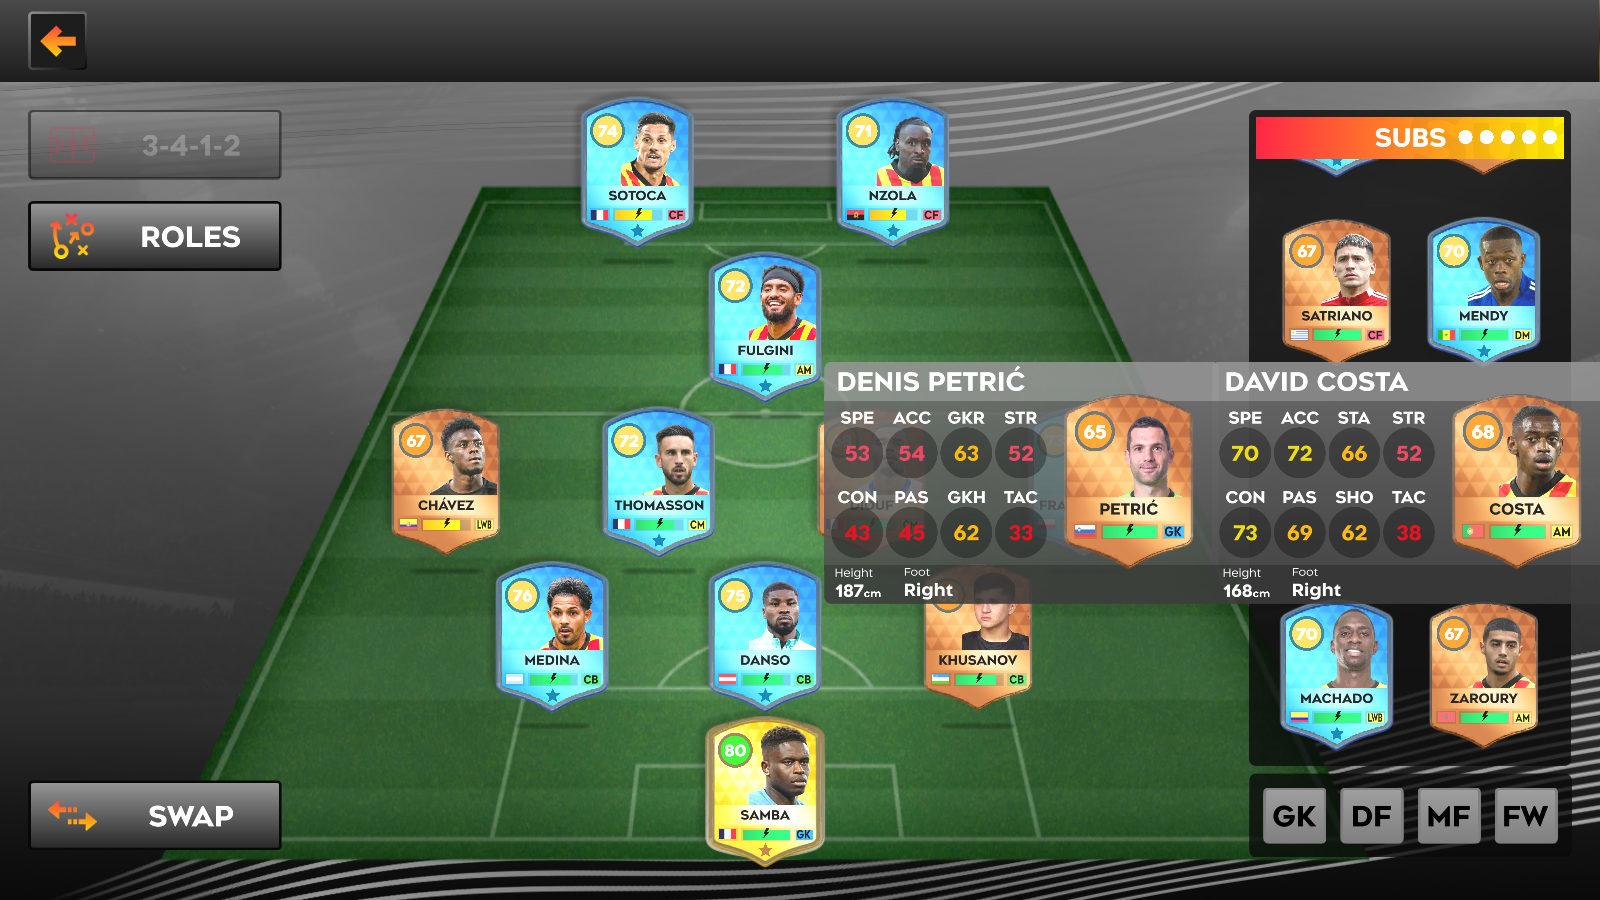 3-4-1-2
ROLES
SWAP
74
SOTOCA
CF
71
NZOLA
CF
72
FULGINI
AM
67
CHÁVEZ
LWB
72
THOMASSON
CM
DIOUF
FRA
76
MEDINA
CB
75
DANSO
CB
KHUSANOV
CB
80
SAMBA
GK
SUBS
67
SATRIANO
CF
70
MENDY
DM
DENIS PETRIĆ
SPE ACC GKR STR
53 54 63 52
CON PAS GKH TAC
43 45 62 33
Height Foot
187cm Right
65
PETRIĆ
GK
DAVID COSTA
SPE ACC STA STR
70 72 66 52
CON PAS SHO TAC
73 69 62 38
Height Foot
168cm Right
68
COSTA
AM
70
MACHADO
LWB
67
ZAROURY
AM
GK DF MF FW